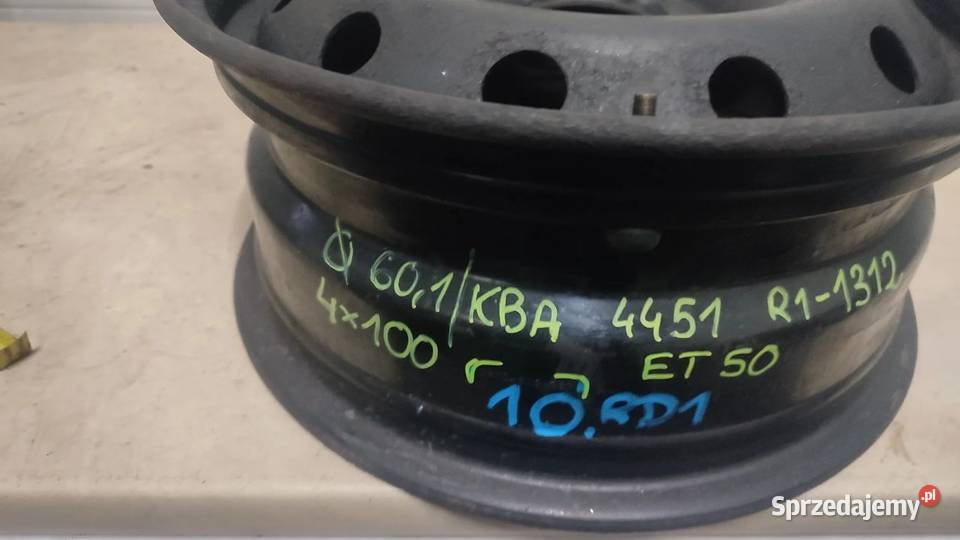 Ø 60,1/KBA 4451 R1-1312
4x100 ET 50
10.RD1
Sprzedajemy.pl